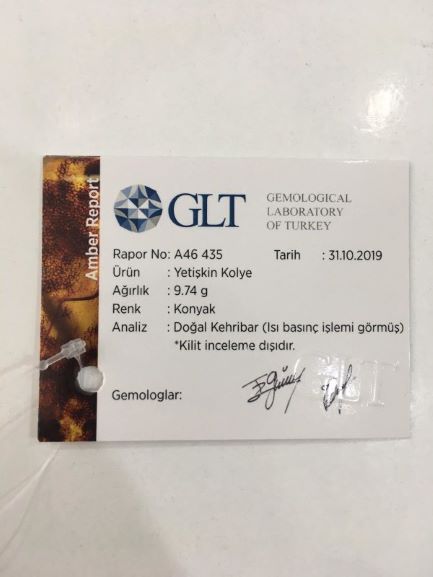 Amber Report
GLT
GEMOLOGICAL
LABORATORY
OF TURKEY
Rapor No: A46 435 Tarih : 31.10.2019
Ürün : Yetişkin Kolye
Ağırlık : 9.74 g
Renk : Konyak
Analiz : Doğal Kehribar (Isı basınç işlemi görmüş)
*Kilit inceleme dışıdır.
Gemologlar: